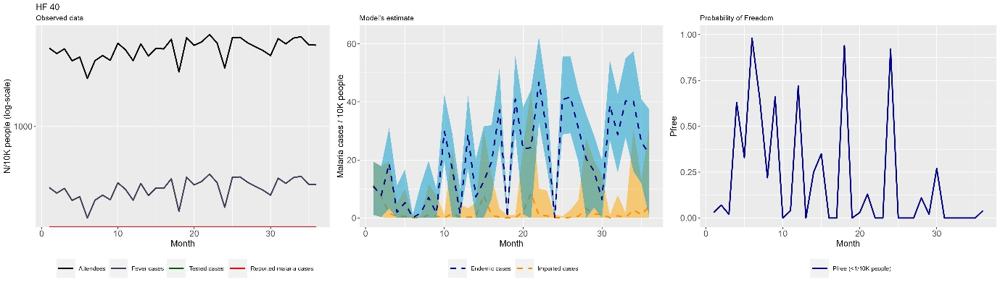 HF 40
Observed data
N/10K people (log-scale)
1000
0
10
20
30
Month
Attendees
Fever cases
Tested cases
Reported malaria cases
Model's estimate
Malaria cases / 10K people
60
40
20
0
0
10
20
30
Month
Endemic cases
Imported cases
Probability of Freedom
Pfree
1.00
0.75
0.50
0.25
0.00
0
10
20
30
Month
Pfree (<1/10K people)